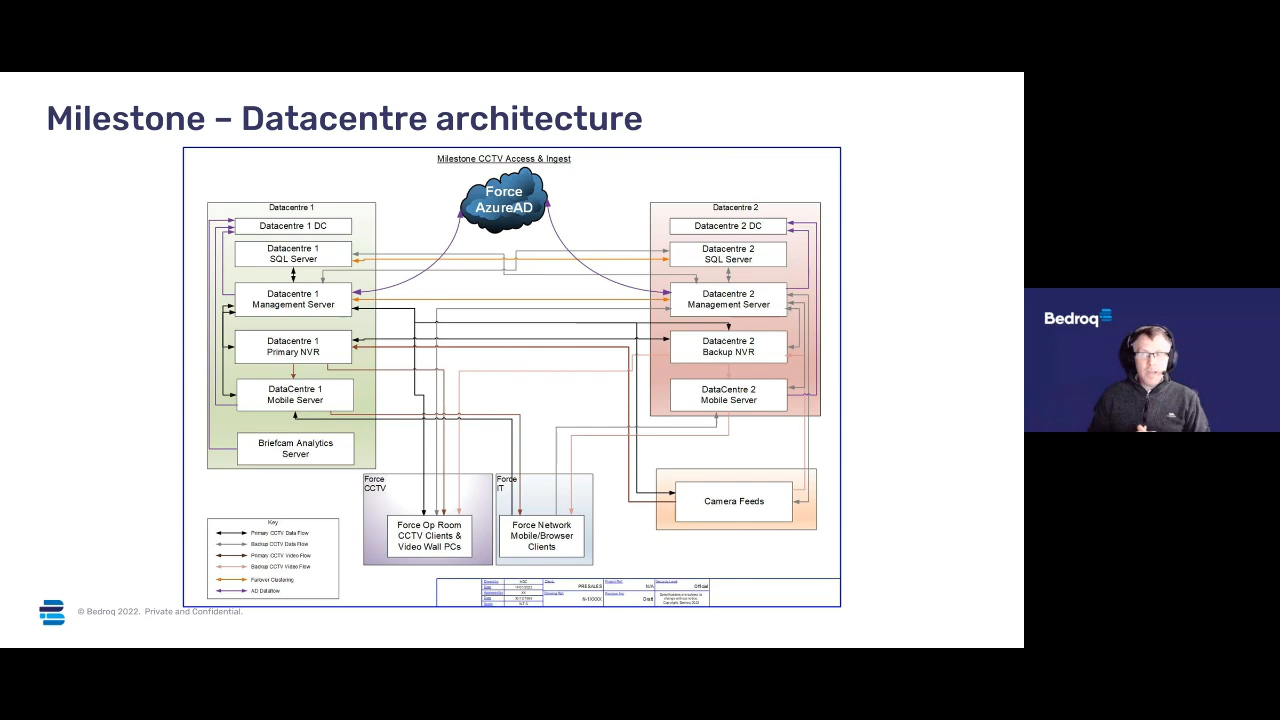 Milestone – Datacentre architecture
Milestone CCTV Access & Ingest
Force
AzureAD
Datacentre 1
Datacentre 1 DC
Datacentre 1
SQL Server
Datacentre 1
Management Server
Datacentre 1
Primary NVR
DataCentre 1
Mobile Server
Briefcam Analytics
Server
Datacentre 2
Datacentre 2 DC
Datacentre 2
SQL Server
Datacentre 2
Management Server
Datacentre 2
Backup NVR
DataCentre 2
Mobile Server
Force
CCTV
Force Op Room
CCTV Clients &
Video Wall PCs
Force
IT
Force Network
Mobile/Browser
Clients
Camera Feeds
Key
Primary CCTV Data Flow
Backup CCTV Data Flow
Primary CCTV Video Flow
Backup CCTV Video Flow
Failover Clustering
AD Dataflow
PRESALES
N-1/XXXX
N/A
Draft
Official
© Bedroq 2022. Private and Confidential.
Bedroq